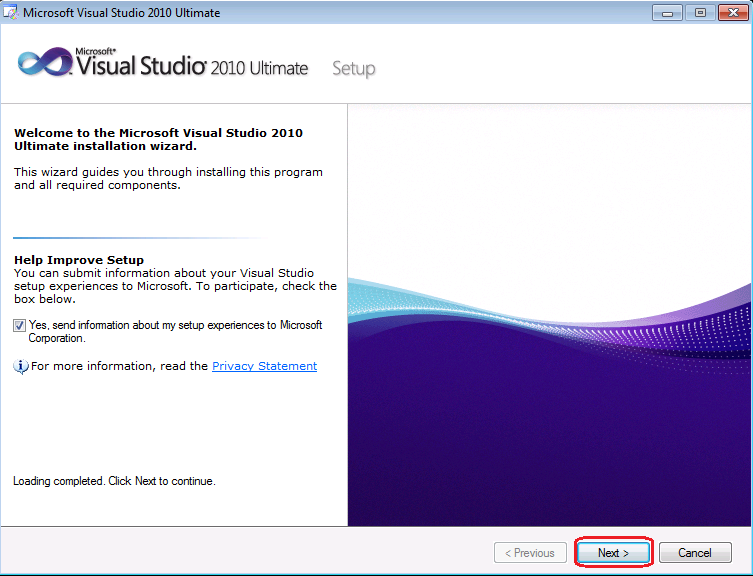 Microsoft Visual Studio 2010 Ultimate
Microsoft®
Visual Studio® 2010 Ultimate Setup
Welcome to the Microsoft Visual Studio 2010
Ultimate installation wizard.
This wizard guides you through installing this program
and all required components.
Help Improve Setup
You can submit information about your Visual Studio
setup experiences to Microsoft. To participate, check the
box below.
Yes, send information about my setup experiences to Microsoft
Corporation.
For more information, read the Privacy Statement
Loading completed. Click Next to continue.
< Previous Next > Cancel